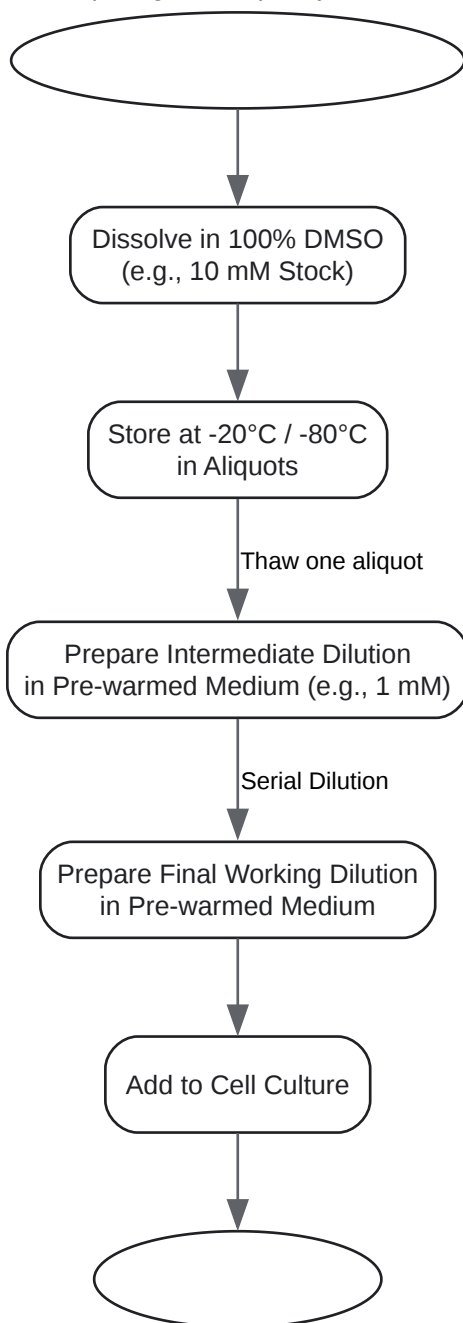 Dissolve in 100% DMSO
(e.g., 10 mM Stock)
Store at -20°C / -80°C
in Aliquots
Thaw one aliquot
Prepare Intermediate Dilution
in Pre-warmed Medium (e.g., 1 mM)
Serial Dilution
Prepare Final Working Dilution
in Pre-warmed Medium
Add to Cell Culture